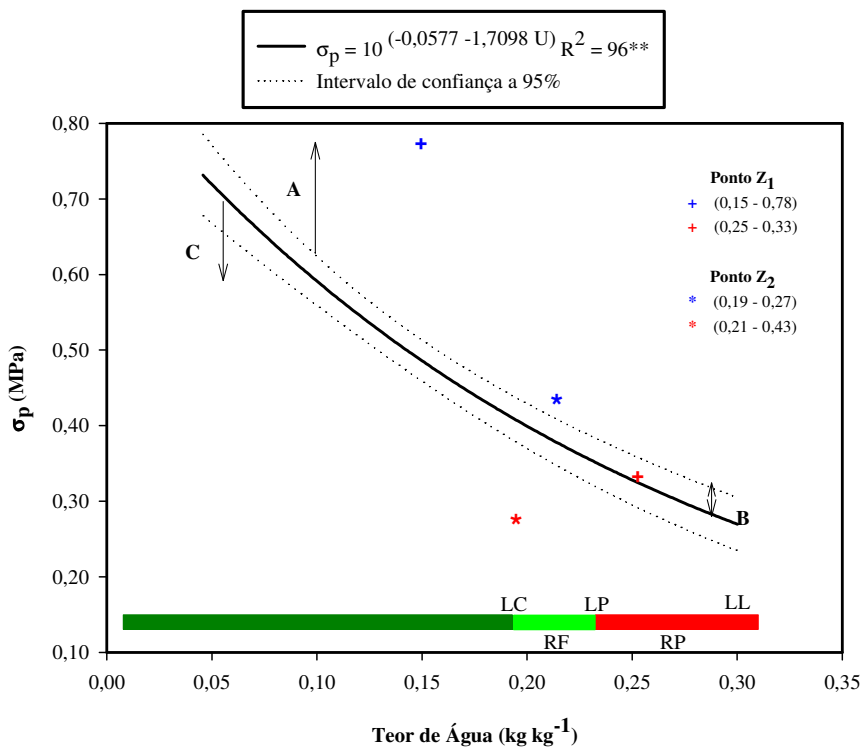 σp = 10 (-0,0577 -1,7098 U) R2 = 96**
Intervalo de confiança a 95%
0,80
0,70
0,60
0,50
0,40
0,30
0,20
0,10
σp (MPa)
A
C
B
Ponto Z1
+ (0,15 - 0,78)
+ (0,25 - 0,33)
Ponto Z2
* (0,19 - 0,27)
* (0,21 - 0,43)
LC LP LL
RF RP
0,00 0,05 0,10 0,15 0,20 0,25 0,30 0,35
Teor de Água (kg kg-1)